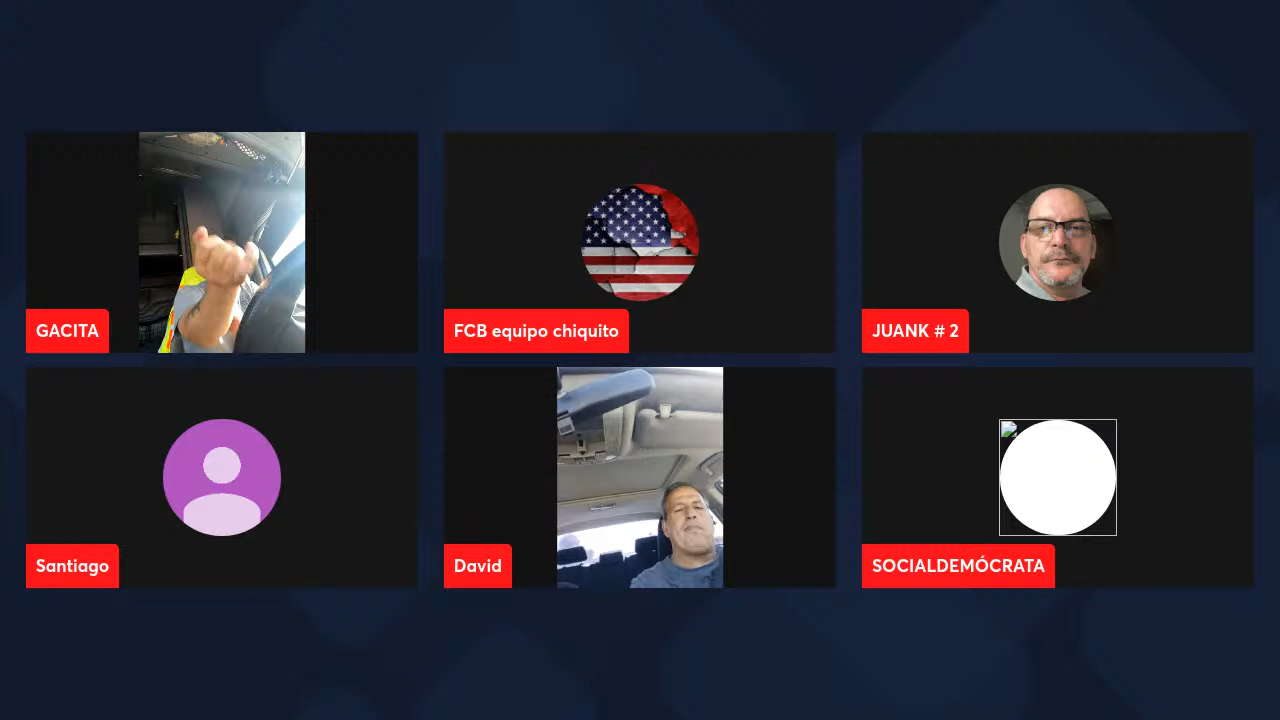 GACITA
FCB equipo chiquito
JUANK # 2
Santiago
David
SOCIALDEMÓCRATA